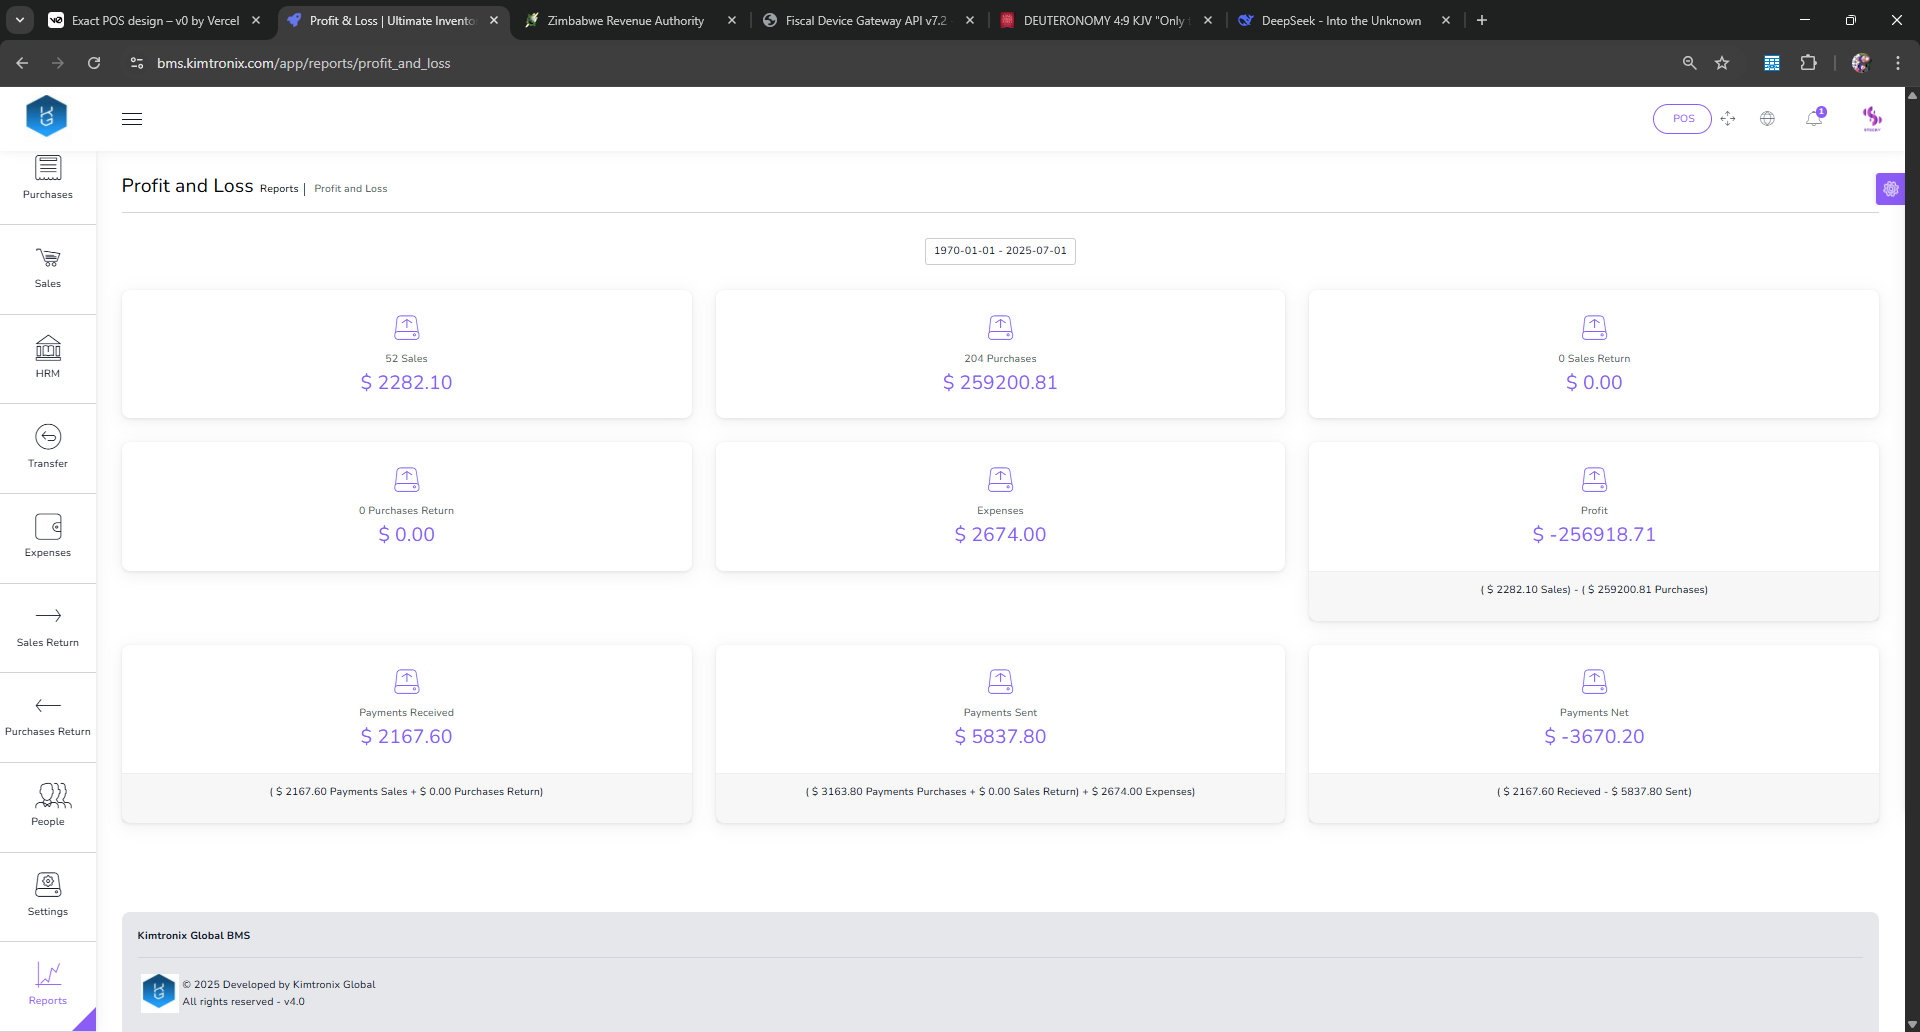 Exact POS design – v0 by Vercel
Profit & Loss | Ultimate Invento
Zimbabwe Revenue Authority
Fiscal Device Gateway API v7.2
DEUTERONOMY 4:9 KJV "Only
DeepSeek - Into the Unknown
bms.kimtronix.com/app/reports/profit_and_loss
POS
1
Purchases
Sales
HRM
Transfer
Expenses
Sales Return
Purchases Return
People
Settings
Reports
Profit and Loss Reports | Profit and Loss
1970-01-01 - 2025-07-01
52 Sales
$ 2282.10
204 Purchases
$ 259200.81
0 Sales Return
$ 0.00
0 Purchases Return
$ 0.00
Expenses
$ 2674.00
Profit
$ -256918.71
( $ 2282.10 Sales) - ( $ 259200.81 Purchases)
Payments Received
$ 2167.60
( $ 2167.60 Payments Sales + $ 0.00 Purchases Return)
Payments Sent
$ 5837.80
( $ 3163.80 Payments Purchases + $ 0.00 Sales Return) + $ 2674.00 Expenses)
Payments Net
$ -3670.20
( $ 2167.60 Recieved - $ 5837.80 Sent)
Kimtronix Global BMS
© 2025 Developed by Kimtronix Global
All rights reserved - v4.0